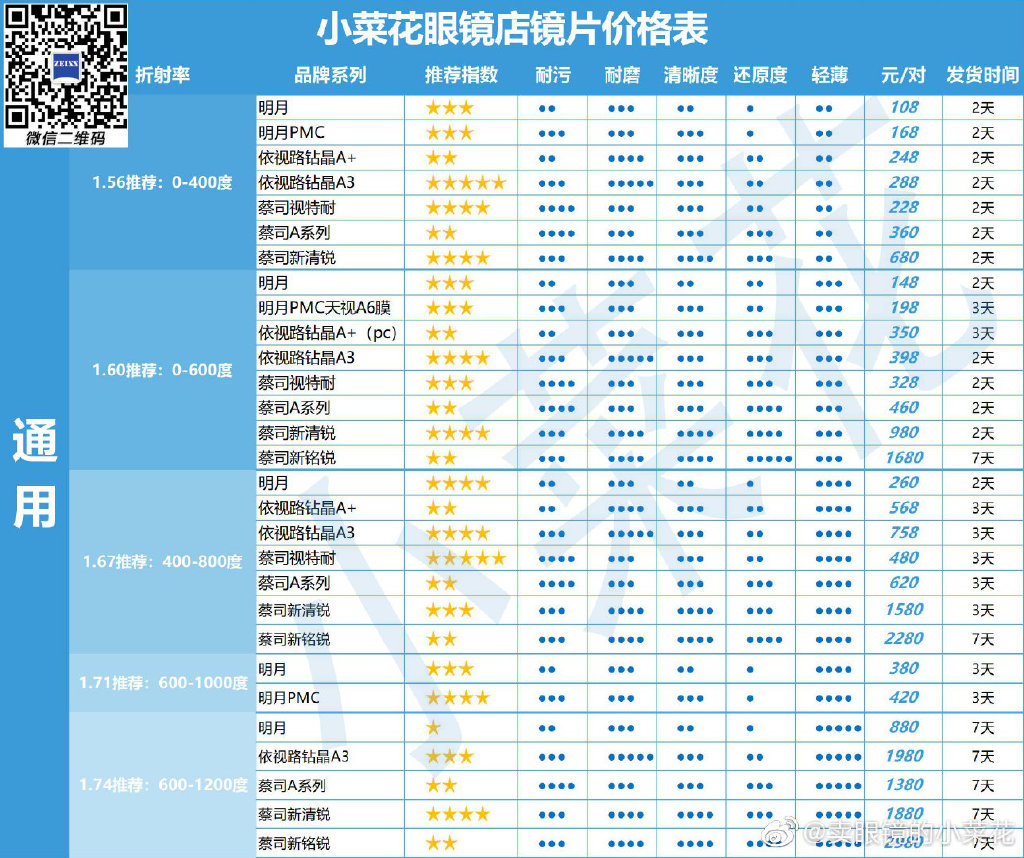 小菜花眼镜店镜片价格表
ZEISS
微信二维码
折射率 品牌系列 推荐指数 耐污 耐磨 清晰度 还原度 轻薄 元/对 发货时间
通用
1.56推荐：0-400度
明月 ★★★ ●● ●●● ●● ● ●● 108 2天
明月PMC ★★★ ●●● ●●● ●●● ● ●● 168 2天
依视路钻晶A+ ★★ ●● ●●●● ●●● ●● ●● 248 2天
依视路钻晶A3 ★★★★★ ●●● ●●●●● ●●● ●● ●● 288 2天
蔡司视特耐 ★★★★ ●●●● ●●● ●●● ●● ●● 228 2天
蔡司A系列 ★★ ●●●● ●●● ●●● ●●● ●● 360 2天
蔡司新清锐 ★★★★ ●●● ●●●● ●●●● ●●● ●● 680 2天
1.60推荐：0-600度
明月 ★★★ ●● ●●● ●● ●● ●●● 148 2天
明月PMC天视A6膜 ★★★ ●●● ●●● ●●● ●● ●●● 198 3天
依视路钻晶A+（pc） ★★ ●● ●●●● ●●● ●●● ●●● 350 3天
依视路钻晶A3 ★★★★ ●●● ●●●●● ●●● ●●● ●●● 398 2天
蔡司视特耐 ★★★ ●●●● ●●● ●●● ●●● ●●● 328 2天
蔡司A系列 ★★ ●●●● ●●● ●●● ●●●● ●●● 460 2天
蔡司新清锐 ★★★★ ●●● ●●●● ●●●● ●●●● ●●● 980 2天
蔡司新铭锐 ★★ ●●● ●●●● ●●●● ●●●●● ●●● 1680 7天
1.67推荐：400-800度
明月 ★★★★ ●● ●●● ●● ● ●●●● 260 2天
依视路钻晶A+ ★★ ●● ●●●● ●●● ●● ●●●● 568 3天
依视路钻晶A3 ★★★★ ●●● ●●●●● ●●● ●● ●●●● 758 3天
蔡司视特耐 ★★★★★ ●●●● ●●● ●●● ●● ●●●● 480 3天
蔡司A系列 ★★ ●●●● ●●● ●●● ●●● ●●●● 620 3天
蔡司新清锐 ★★★ ●●● ●●●● ●●●● ●●● ●●●● 1580 3天
蔡司新铭锐 ★★ ●●● ●●●● ●●●● ●●●● ●●●● 2280 7天
1.71推荐：600-1000度
明月 ★★★ ●● ●●● ●● ● ●●●● 380 3天
明月PMC ★★★★ ●●● ●●● ●●● ● ●●●● 420 3天
1.74推荐：600-1200度
明月 ★ ●● ●●● ●● ● ●●●●● 880 7天
依视路钻晶A3 ★★★ ●●● ●●●●● ●●● ●● ●●●●● 1980 7天
蔡司A系列 ★★ ●●●● ●●● ●●● ●●● ●●●●● 1380 7天
蔡司新清锐 ★★★★ ●●● ●●●● ●●●● 1880 7天
蔡司新铭锐 ★★ ●●● ●●●● ●●●● 2980 7天
小菜花
@卖眼镜的小菜花